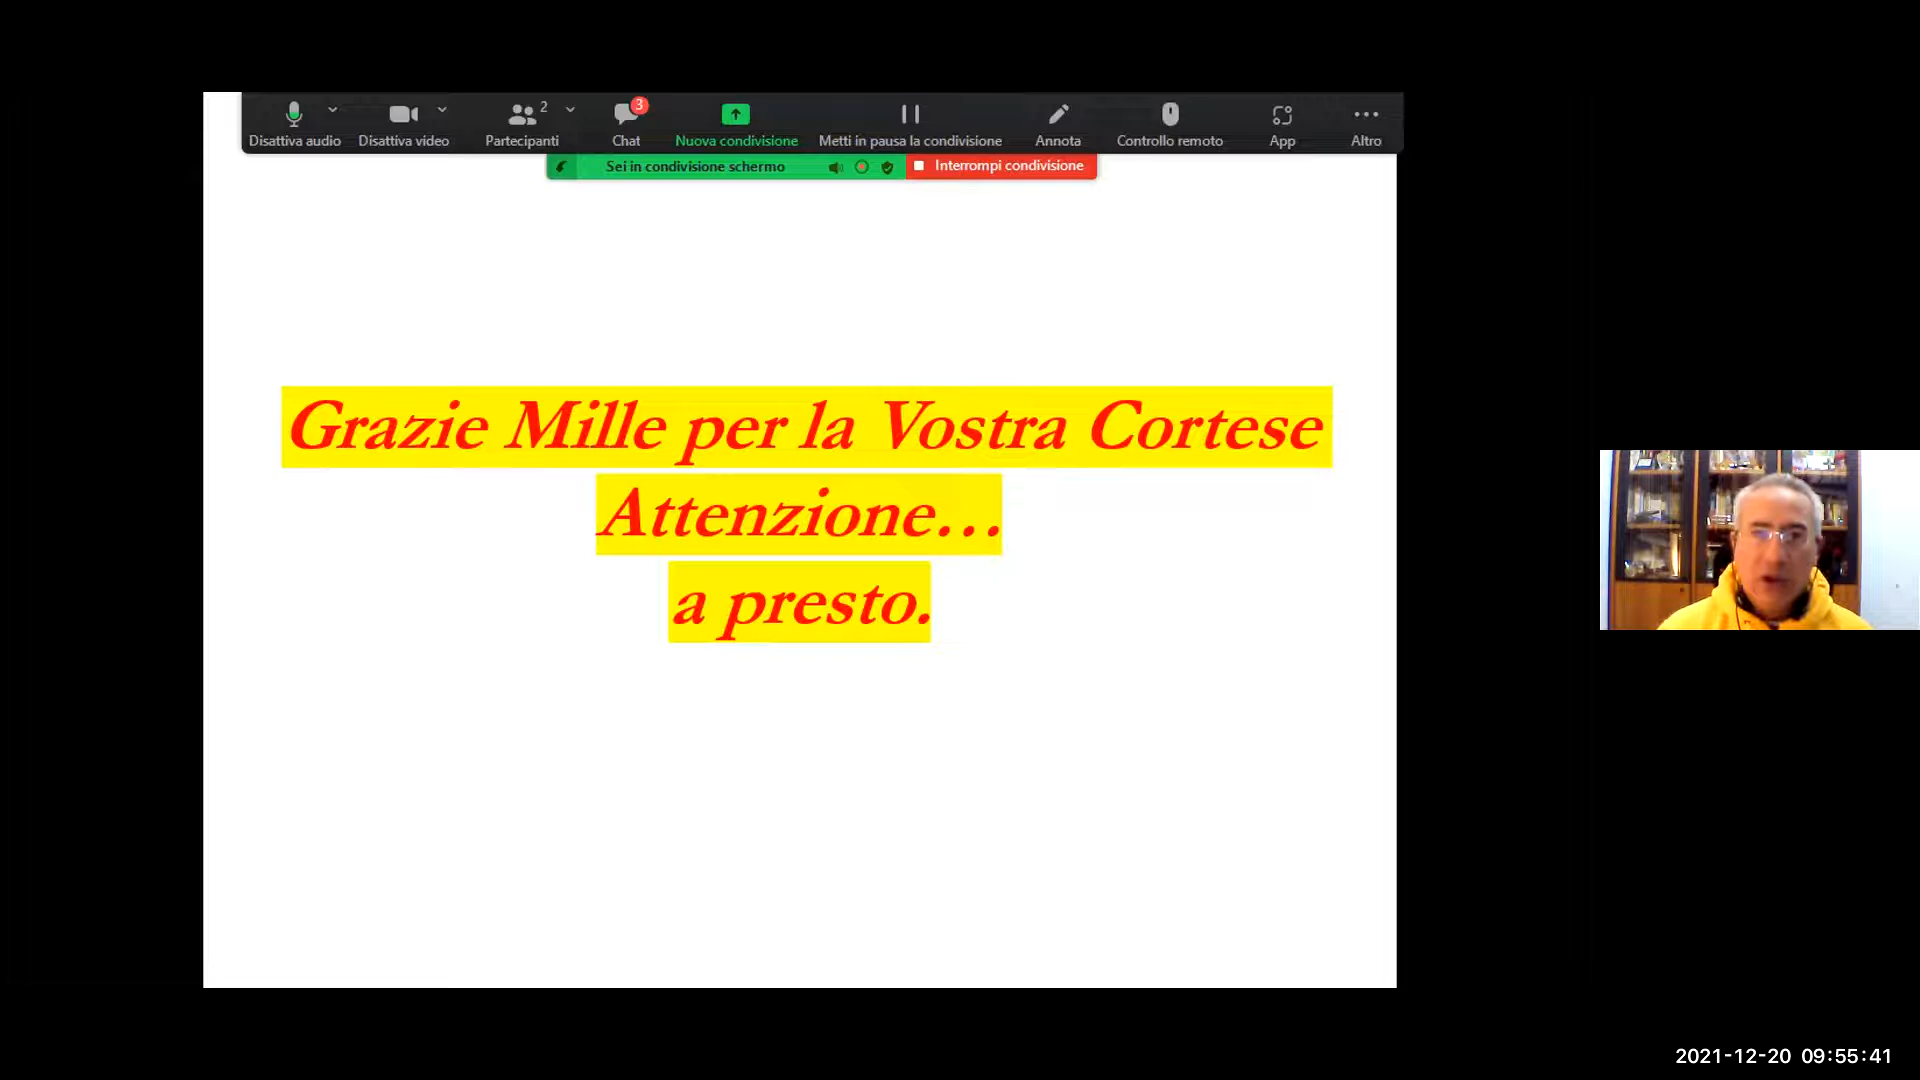 Disattiva audio Disattiva video Partecipanti 2 Chat 3 Nuova condivisione Metti in pausa la condivisione Annota Controllo remoto App Altro
Sei in condivisione schermo Interrompi condivisione
Grazie Mille per la Vostra Cortese
Attenzione...
a presto.
2021-12-20 09:55:41